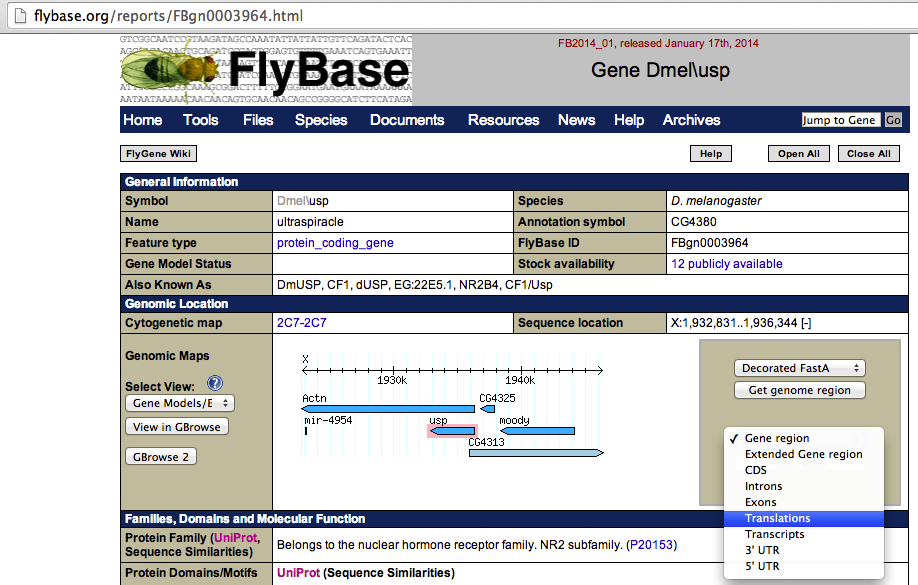 flybase.org/reports/FBgn0003964.html
FlyBase
FB2014_01, released January 17th, 2014
Gene Dmel\usp
Home Tools Files Species Documents Resources News Help Archives Jump to Gene Go
FlyGene Wiki Help Open All Close All
General Information
Symbol Dmel\usp Species D. melanogaster
Name ultraspiracle Annotation symbol CG4380
Feature type protein_coding_gene FlyBase ID FBgn0003964
Gene Model Status Stock availability 12 publicly available
Also Known As DmUSP, CF1, dUSP, EG:22E5.1, NR2B4, CF1/Usp
Genomic Location
Cytogenetic map 2C7-2C7 Sequence location X:1,932,831..1,936,344 [-]
Genomic Maps
Select View: ?
Gene Models/E
View in GBrowse
GBrowse 2
X
1930k 1940k
Actn CG4325
mir-4954 usp moody
CG4313
Decorated FastA
Get genome region
✓ Gene region
Extended Gene region
CDS
Introns
Exons
Translations
Transcripts
3' UTR
5' UTR
Families, Domains and Molecular Function
Protein Family (UniProt, Sequence Similarities) Belongs to the nuclear hormone receptor family. NR2 subfamily. (P20153)
Protein Domains/Motifs UniProt (Sequence Similarities)